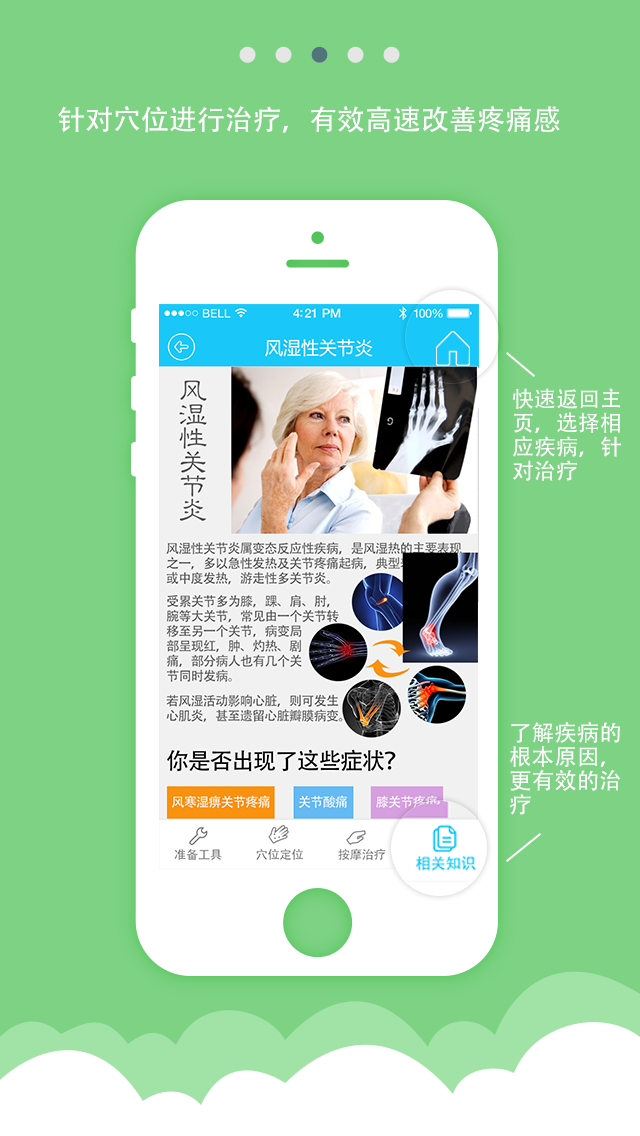 针对穴位进行治疗，有效高速改善疼痛感
BELL
4:21 PM
100%
风湿性关节炎
快速返回主
页，选择相
应疾病，针
对治疗
风湿性关节炎
风湿性关节炎属变态反应性疾病，是风湿热的主要表现
之一，多以急性发热及关节疼痛起病，典型
或中度发热，游走性多关节炎。
受累关节多为膝，踝、肩、肘，
腕等大关节，常见由一个关节转
移至另一个关节，病变局
部呈现红，肿、灼热、剧
痛，部分病人也有几个关
节同时发病。
若风湿活动影响心脏，则可发生
心肌炎，甚至遗留心脏瓣膜病变。
了解疾病的
根本原因，
更有效的治
疗
你是否出现了这些症状？
风寒湿痹关节疼痛
关节酸痛
膝关节疼痛
准备工具
穴位定位
按摩治疗
相关知识